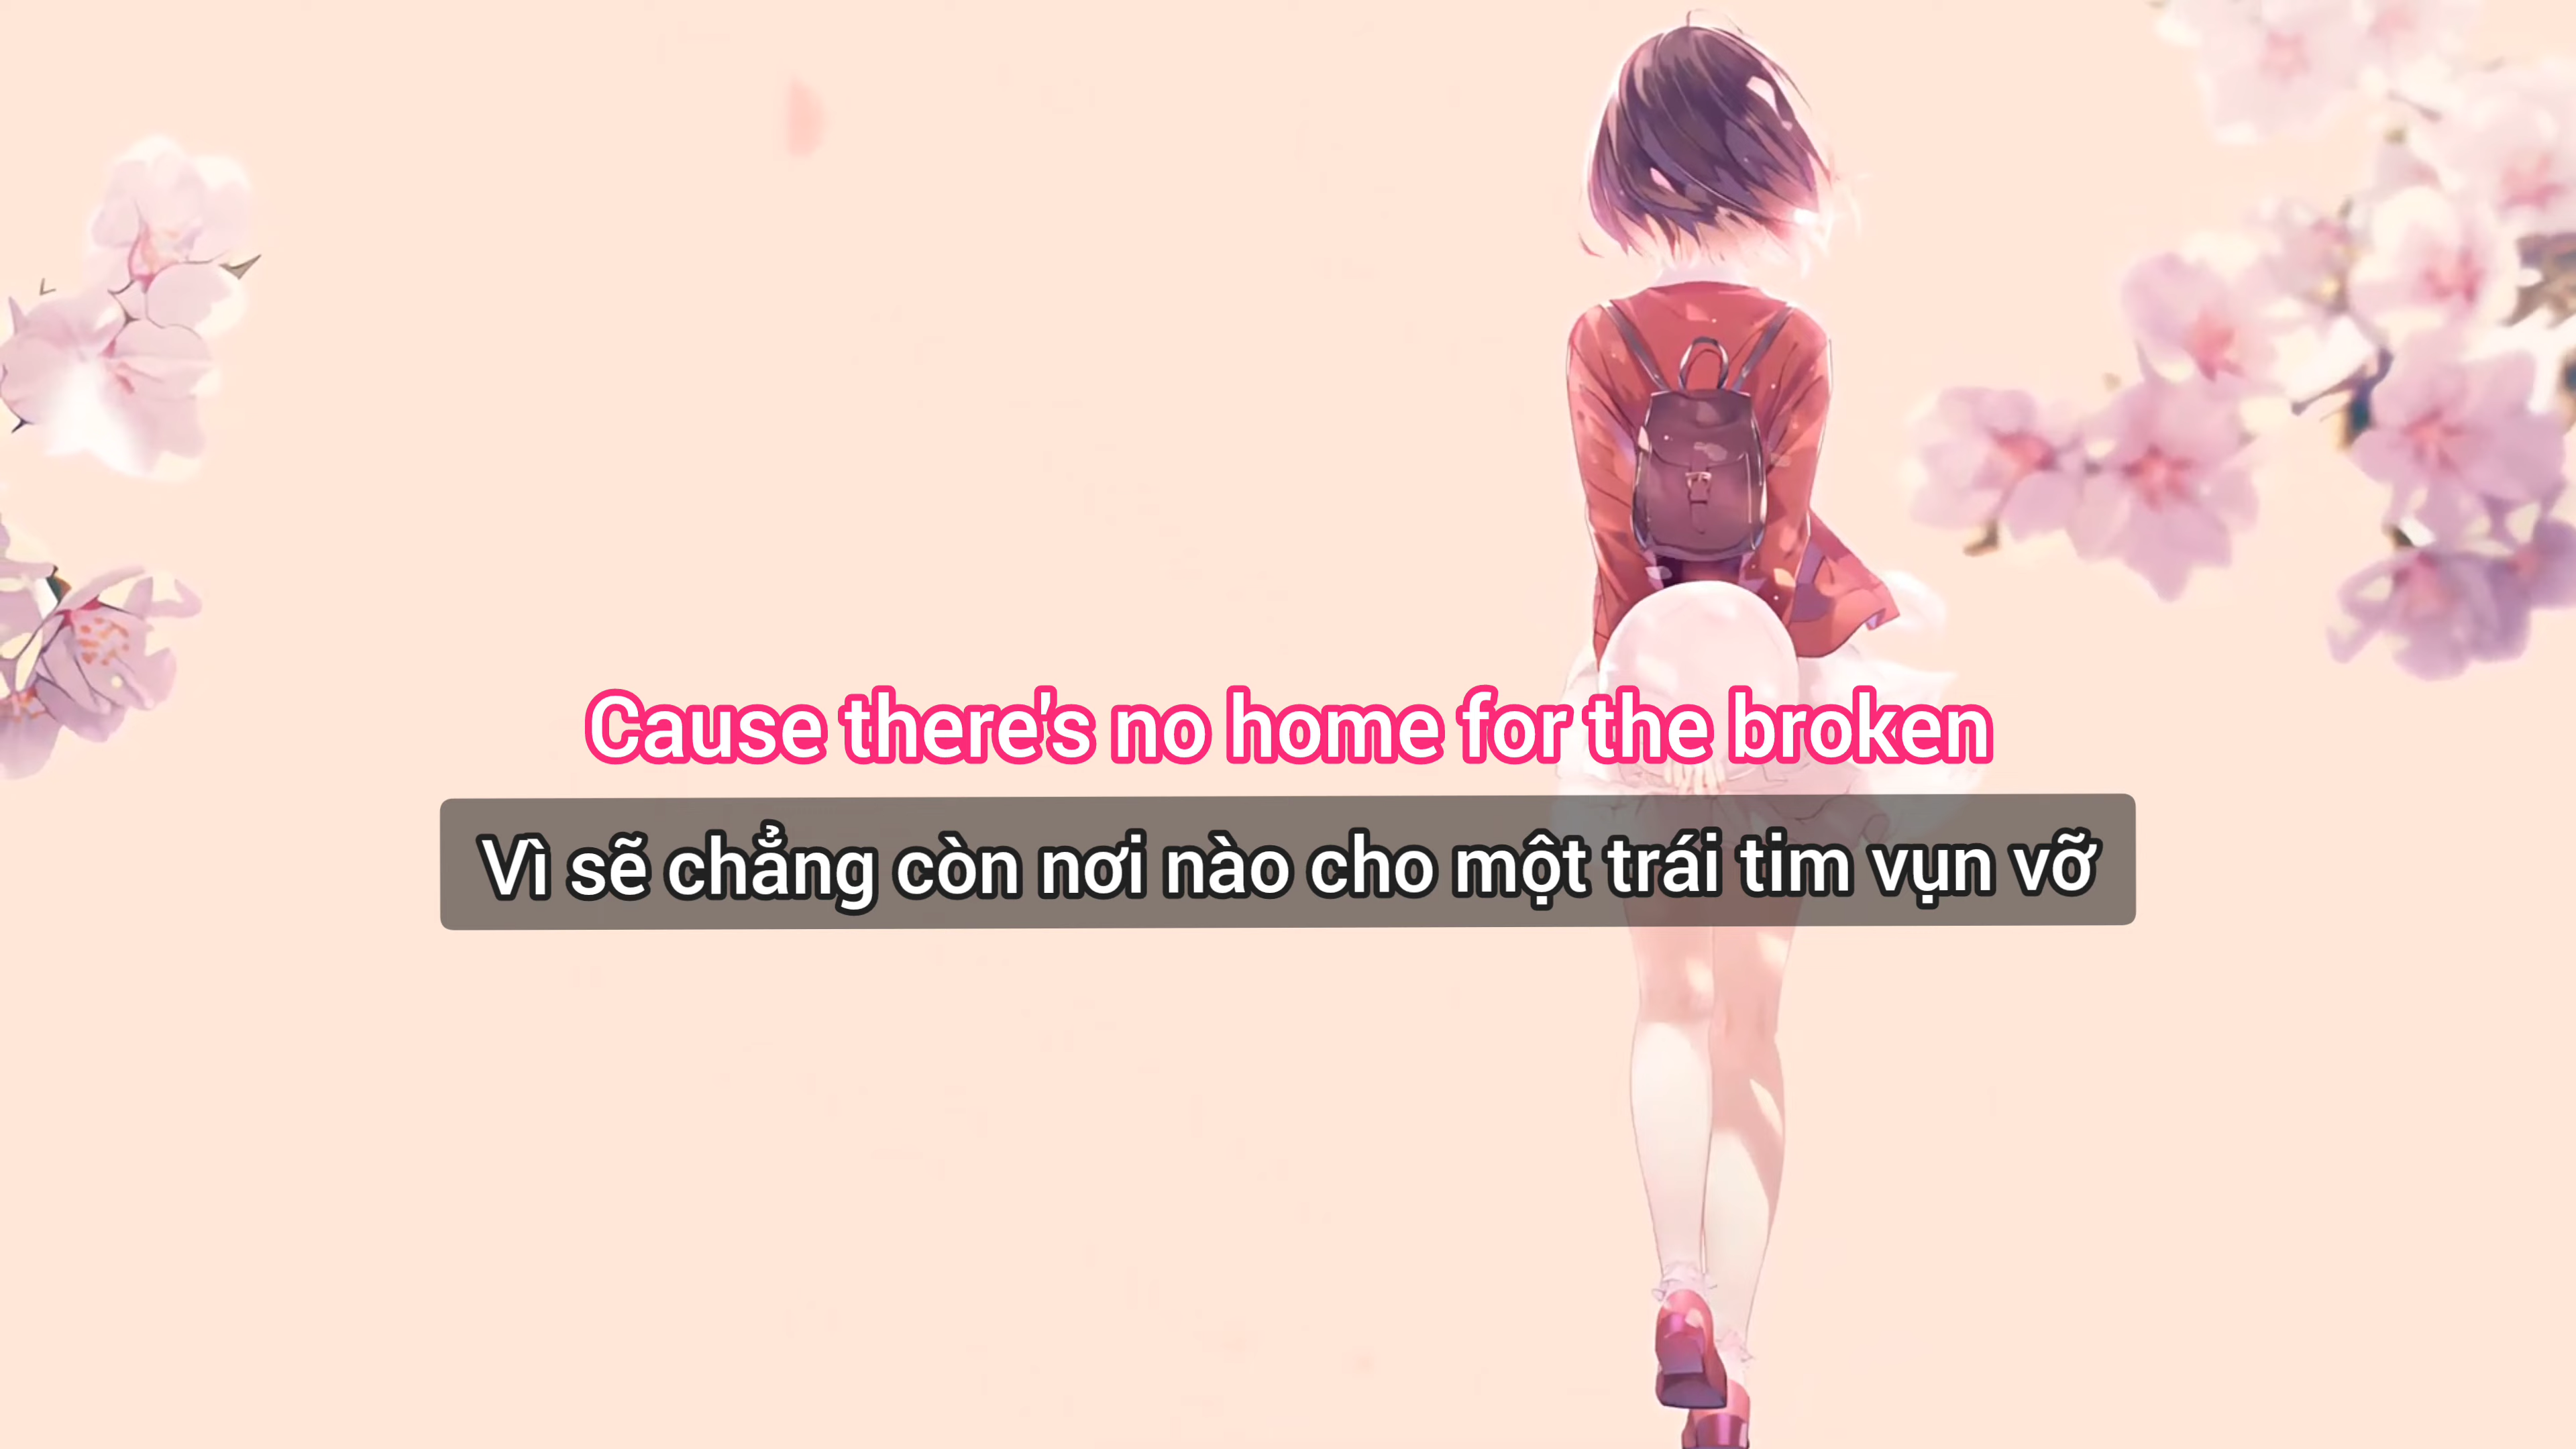 Cause there's no home for the broken
Vì sẽ chẳng còn nơi nào cho một trái tim vụn vỡ